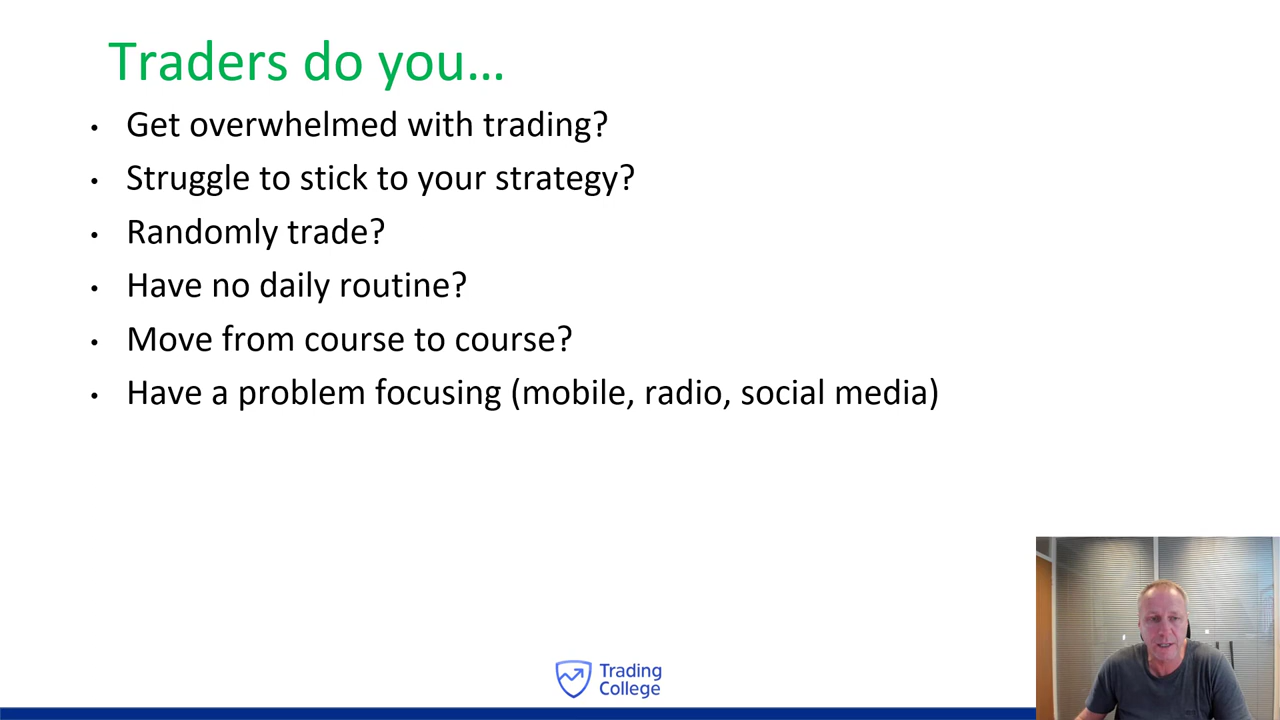 Traders do you...
• Get overwhelmed with trading?
• Struggle to stick to your strategy?
• Randomly trade?
• Have no daily routine?
• Move from course to course?
• Have a problem focusing (mobile, radio, social media)
Trading
College